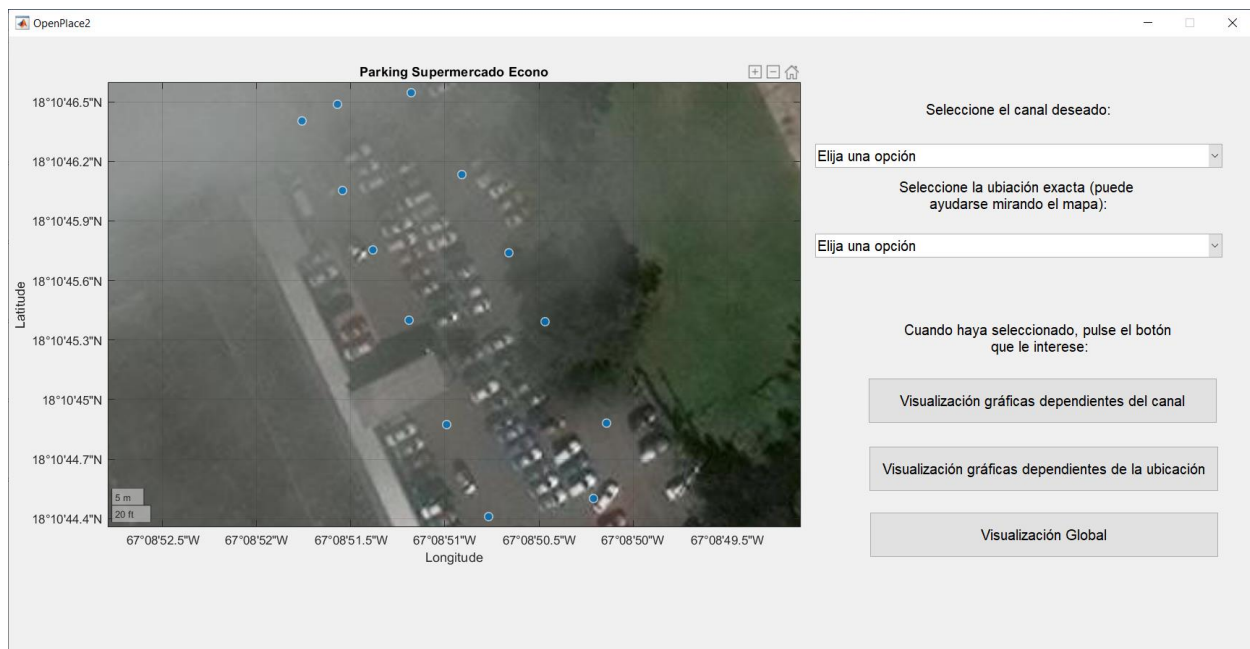 OpenPlace2
Parking Supermercado Econo
18°10'46.5"N
18°10'46.2"N
18°10'45.9"N
18°10'45.6"N
18°10'45.3"N
18°10'45"N
18°10'44.7"N
18°10'44.4"N
Latitude
5 m
20 ft
67°08'52.5"W
67°08'52"W
67°08'51.5"W
67°08'51"W
67°08'50.5"W
67°08'50"W
67°08'49.5"W
Longitude
Seleccione el canal deseado:
Elija una opción
Seleccione la ubiación exacta (puede
ayudarse mirando el mapa):
Elija una opción
Cuando haya seleccionado, pulse el botón
que le interese:
Visualización gráficas dependientes del canal
Visualización gráficas dependientes de la ubicación
Visualización Global